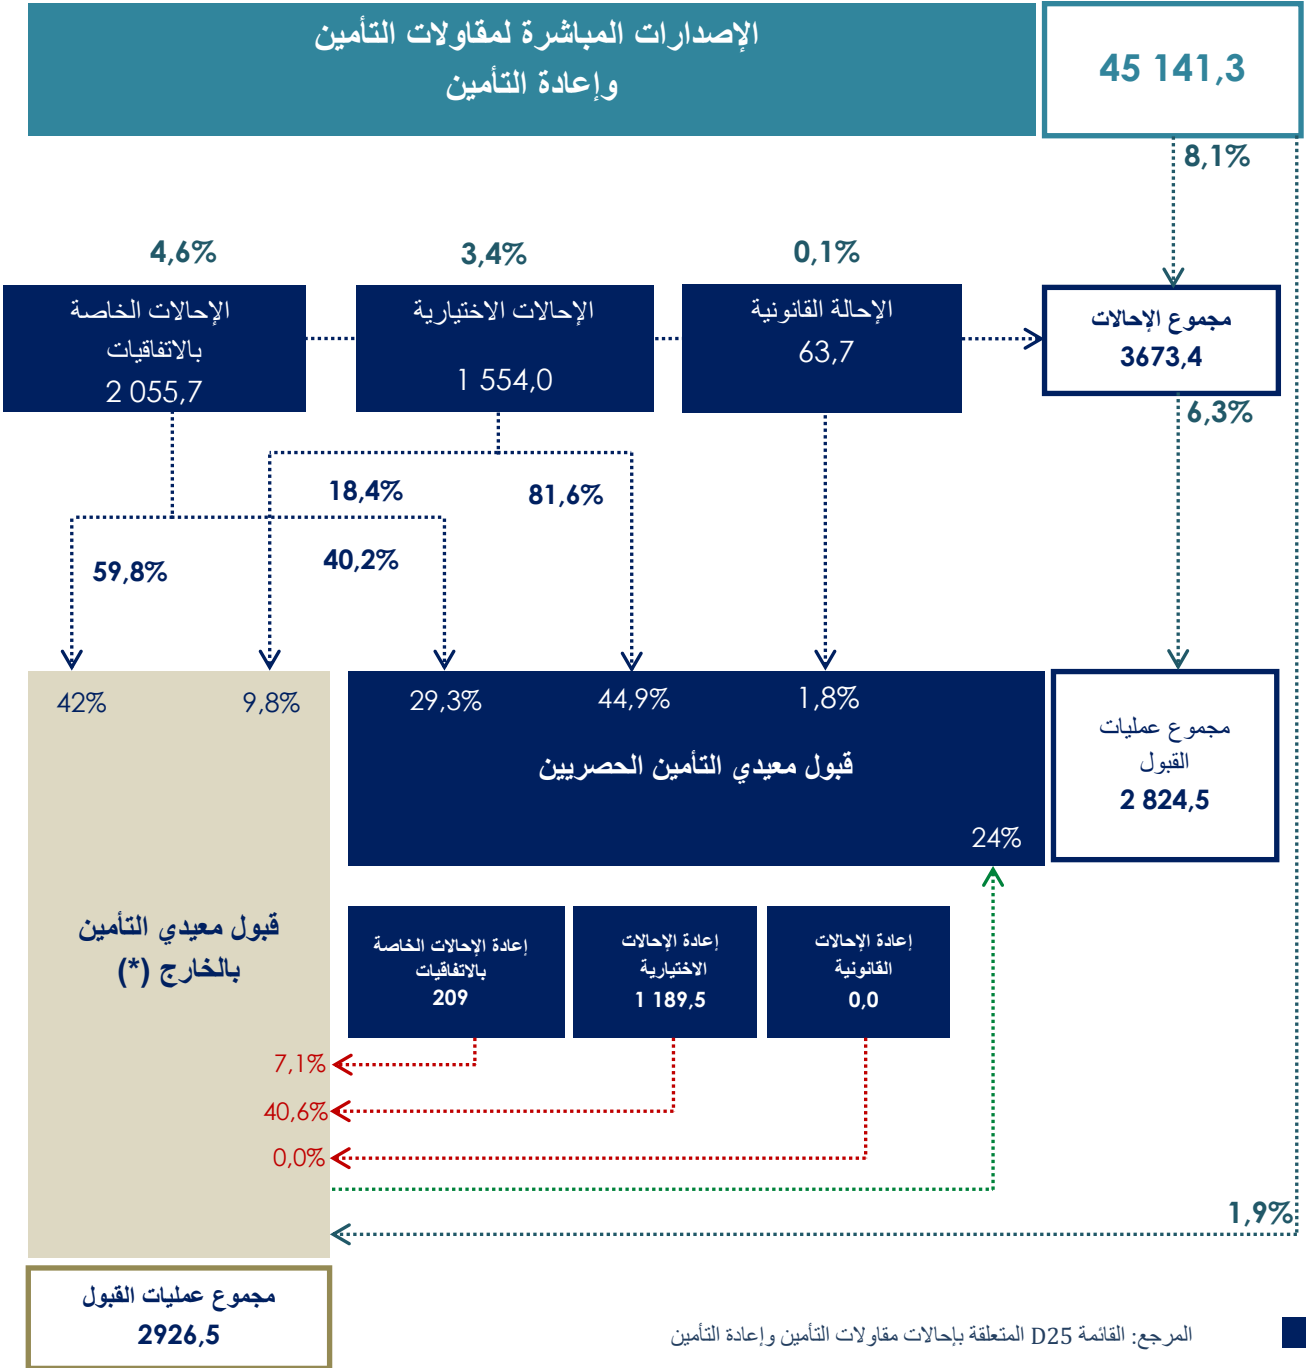 الإصدارات المباشرة لمقاولات التأمين
وإعادة التأمين
45 141,3
8,1%
0,1%
3,4%
4,6%
مجموع الإحالات
3673,4
الإحالة القانونية
63,7
الإحالات الاختيارية
1 554,0
الإحالات الخاصة
بالاتفاقيات
2 055,7
6,3%
81,6%
18,4%
40,2%
59,8%
مجموع عمليات
القبول
2 824,5
1,8%
44,9%
29,3%
قبول معيدي التأمين الحصريين
24%
9,8%
42%
قبول معيدي التأمين
بالخارج (*)
إعادة الإحالات
القانونية
0,0
إعادة الإحالات
الاختيارية
1 189,5
إعادة الإحالات الخاصة
بالاتفاقيات
209
7,1%
40,6%
0,0%
1,9%
مجموع عمليات القبول
2926,5
المرجع: القائمة D25 المتعلقة بإحالات مقاولات التأمين وإعادة التأمين